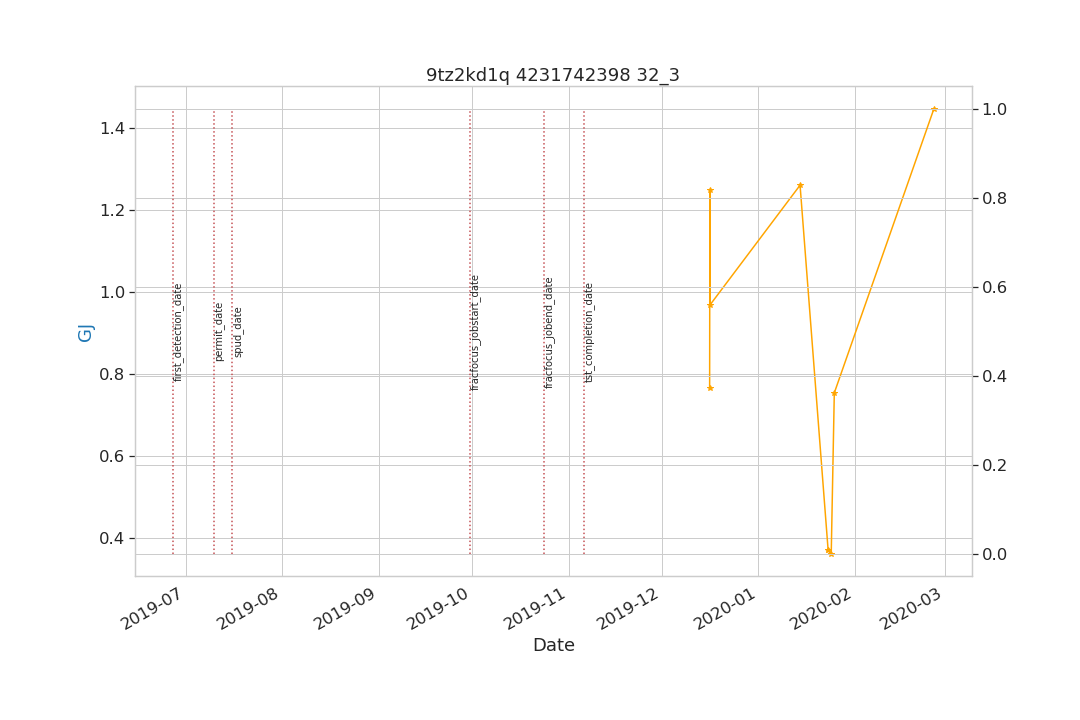 9tz2kd1q 4231742398 32_3
GJ
1.4
1.2
1.0
0.8
0.6
0.4
1.0
0.8
0.6
0.4
0.2
0.0
first_detection_date
permit_date
spud_date
fracfocus_jobstart_date
fracfocus_jobend_date
tst_completion_date
2019-07
2019-08
2019-09
2019-10
2019-11
2019-12
2020-01
2020-02
2020-03
Date